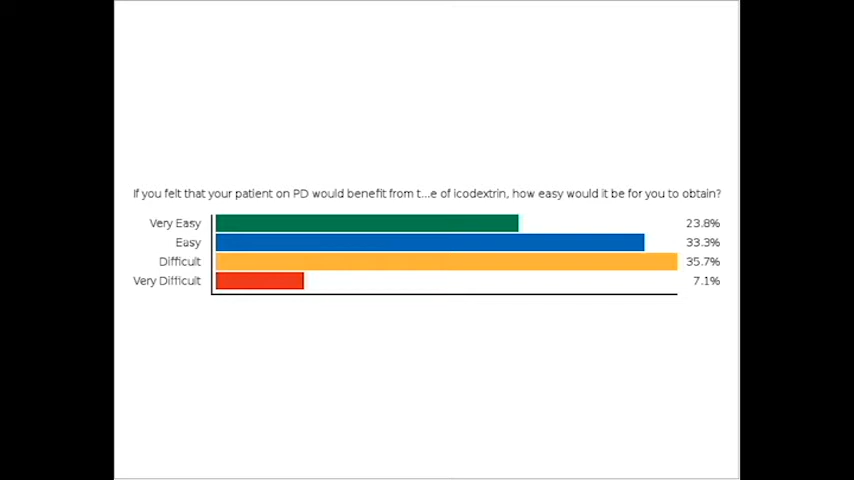 If you felt that your patient on PD would benefit from t...e of icodextrin, how easy would it be for you to obtain?
Very Easy 23.8%
Easy 33.3%
Difficult 35.7%
Very Difficult 7.1%